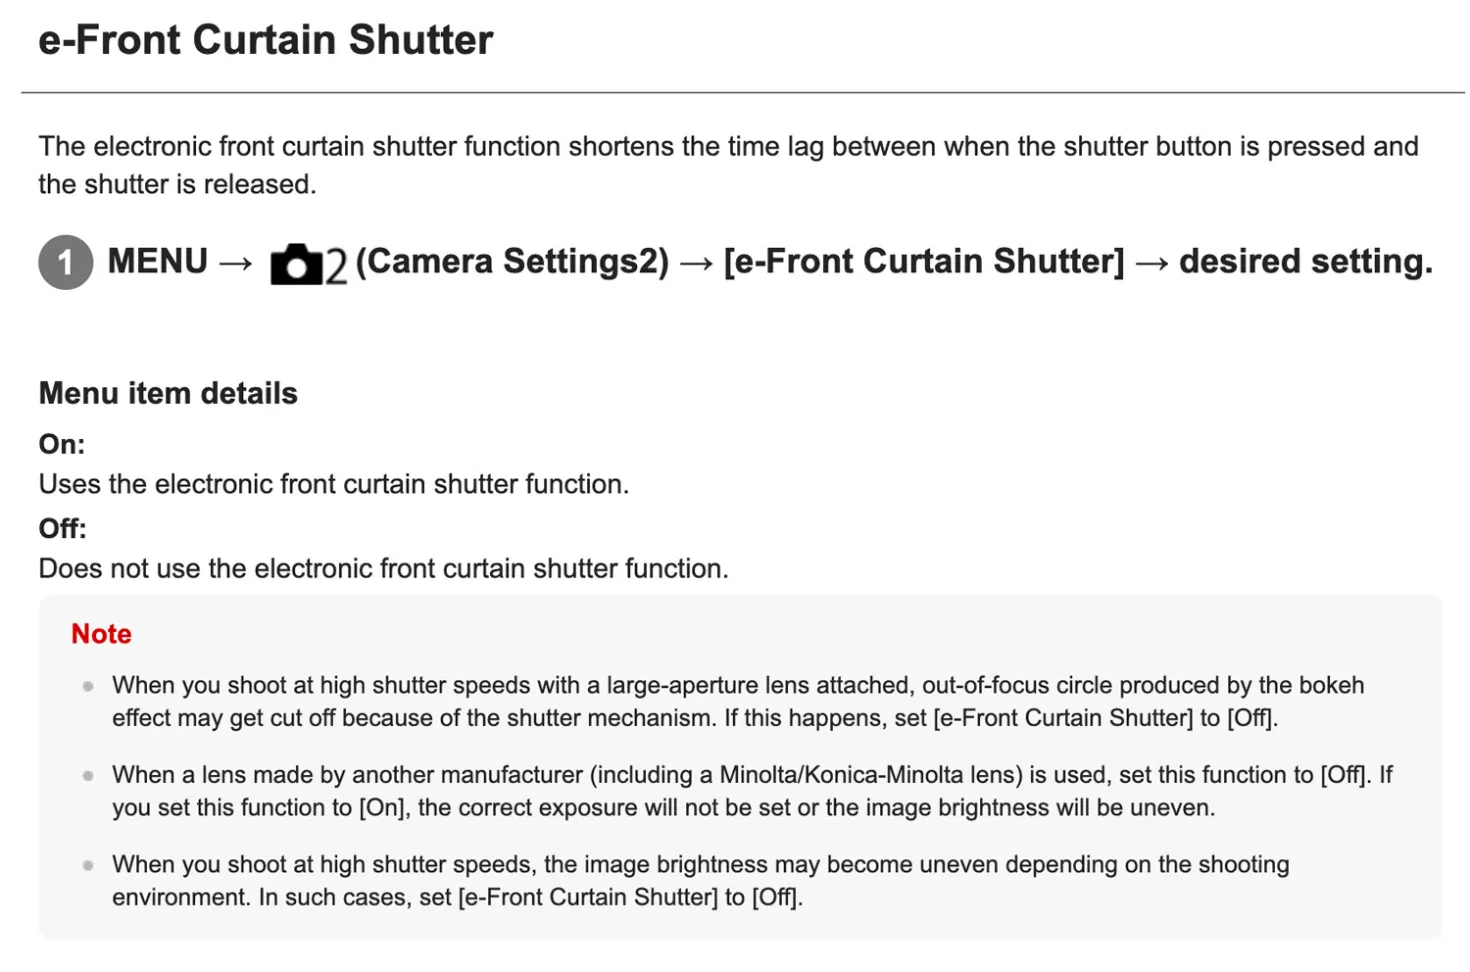 e-Front Curtain Shutter
The electronic front curtain shutter function shortens the time lag between when the shutter button is pressed and
the shutter is released.
1 MENU → 2 (Camera Settings2) → [e-Front Curtain Shutter] → desired setting.
Menu item details
On:
Uses the electronic front curtain shutter function.
Off:
Does not use the electronic front curtain shutter function.
Note
When you shoot at high shutter speeds with a large-aperture lens attached, out-of-focus circle produced by the bokeh
effect may get cut off because of the shutter mechanism. If this happens, set [e-Front Curtain Shutter] to [Off].
When a lens made by another manufacturer (including a Minolta/Konica-Minolta lens) is used, set this function to [Off]. If
you set this function to [On], the correct exposure will not be set or the image brightness will be uneven.
When you shoot at high shutter speeds, the image brightness may become uneven depending on the shooting
environment. In such cases, set [e-Front Curtain Shutter] to [Off].